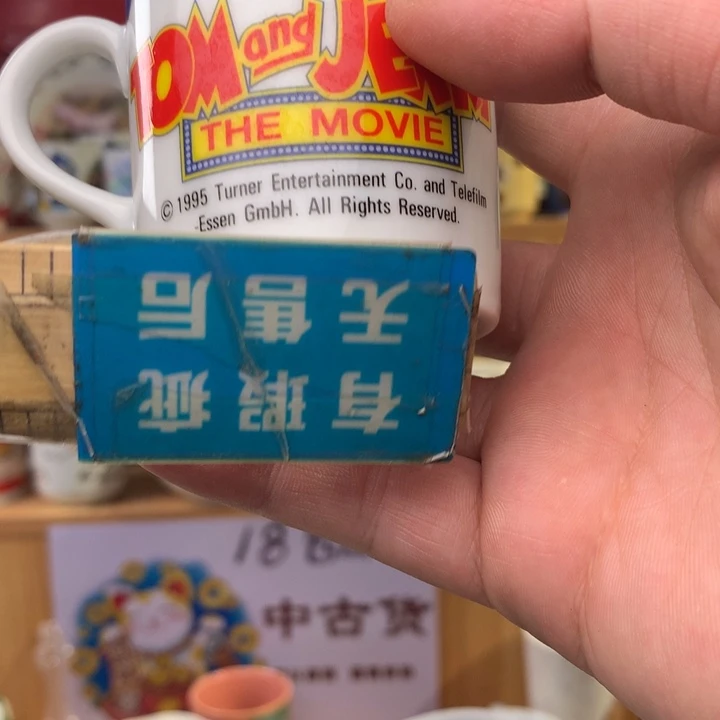 TOM and JERRY
THE MOVIE
© 1995 Turner Entertainment Co. and Telefilm
-Essen GmbH. All Rights Reserved.
有瑕疵
无售后
18
中古货